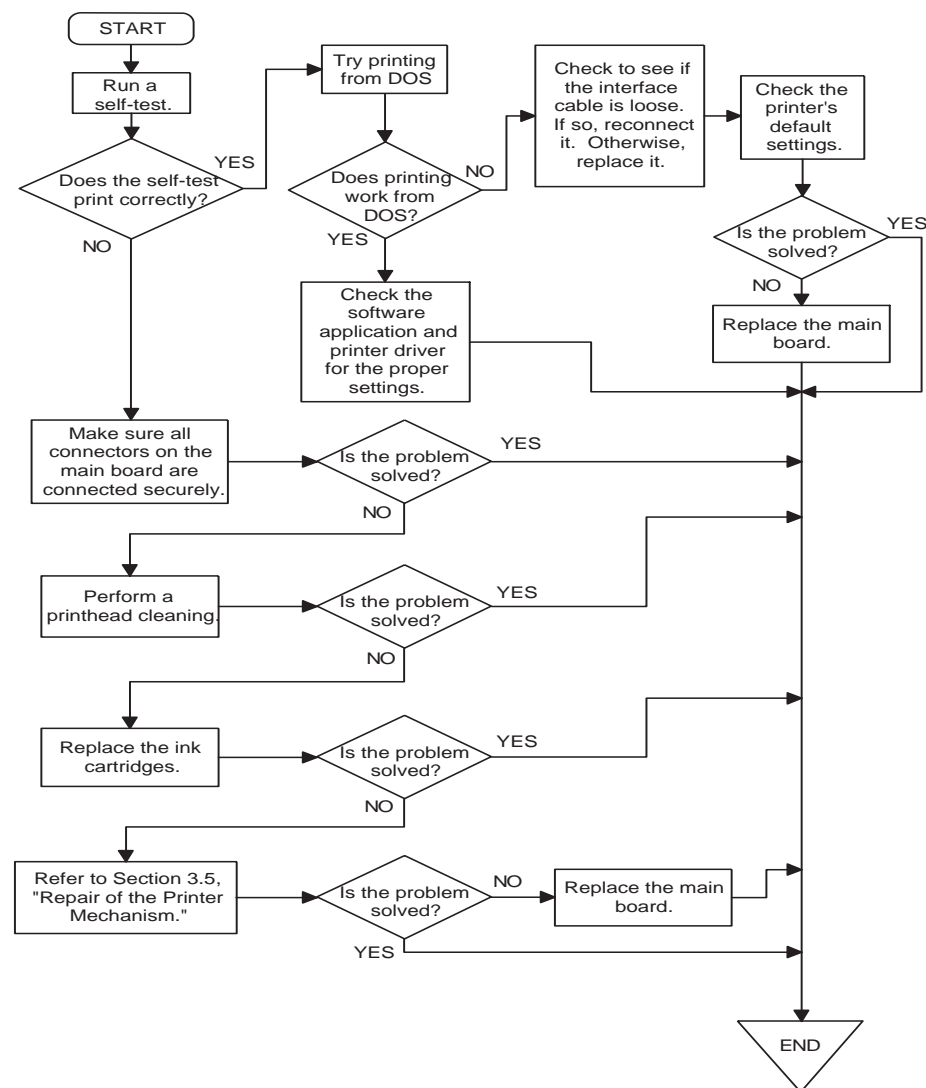 START
Run a
self-test.
Does the self-test
print correctly?
YES
NO
Try printing
from DOS
Does printing
work from
DOS?
NO
YES
Check to see if
the interface
cable is loose.
If so, reconnect
it. Otherwise,
replace it.
Check the
printer's
default
settings.
Is the problem
solved?
YES
NO
Replace the main
board.
Check the
software
application and
printer driver
for the proper
settings.
Make sure all
connectors on the
main board are
connected securely.
Is the problem
solved?
YES
NO
Perform a
printhead cleaning.
Is the problem
solved?
YES
NO
Replace the ink
cartridges.
Is the problem
solved?
YES
NO
Refer to Section 3.5,
"Repair of the Printer
Mechanism."
Is the problem
solved?
NO
YES
Replace the main
board.
END